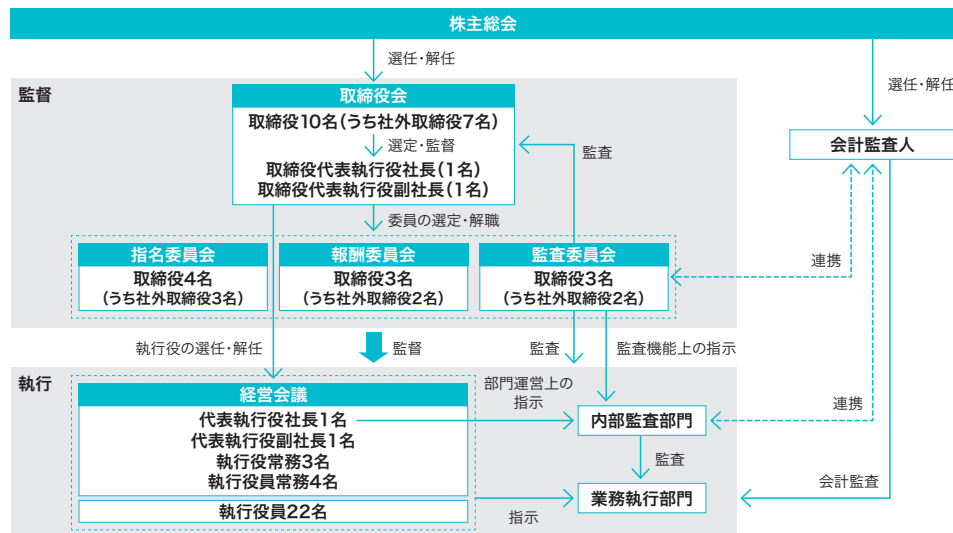 株主総会
選任・解任
選任・解任
監督
取締役会
取締役10名(うち社外取締役7名)
選定・監督
取締役代表執行役社長(1名)
取締役代表執行役副社長(1名)
監査
会計監査人
委員の選定・解職
指名委員会
取締役4名
(うち社外取締役3名)
報酬委員会
取締役3名
(うち社外取締役2名)
監査委員会
取締役3名
(うち社外取締役2名)
連携
執行役の選任・解任
監督
監査
監査機能上の指示
執行
経営会議
代表執行役社長1名
代表執行役副社長1名
執行役常務3名
執行役員常務4名
執行役員22名
部門運営上の
指示
内部監査部門
連携
監査
業務執行部門
会計監査
指示